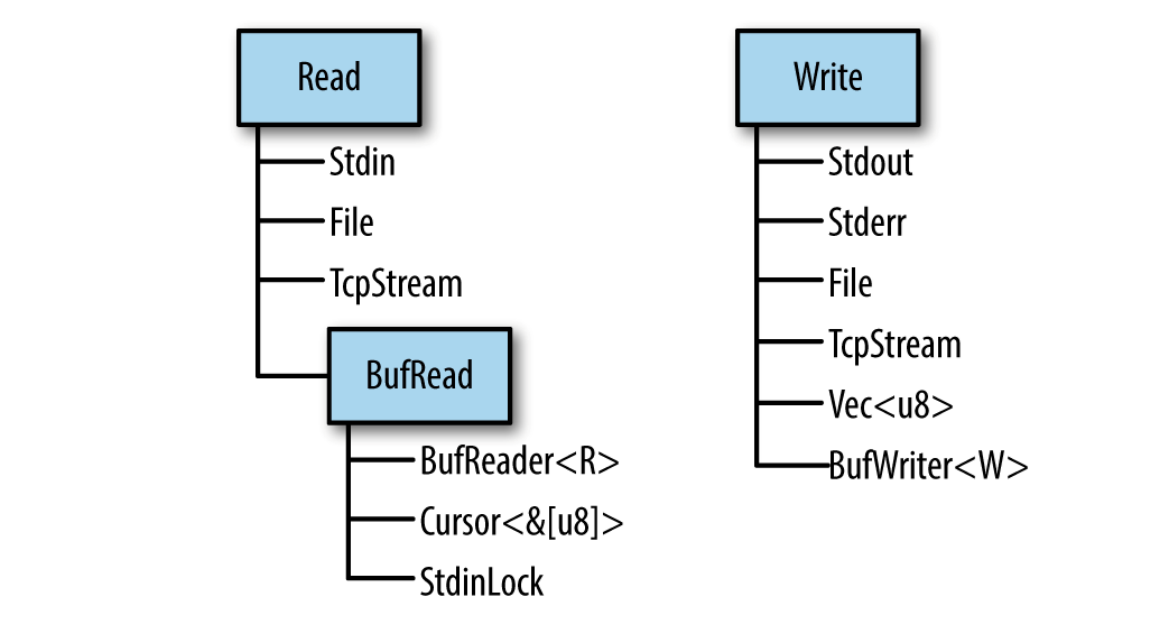 Read
Stdin
File
TcpStream
BufRead
BufReader<R>
Cursor<&[u8]>
StdinLock
Write
Stdout
Stderr
File
TcpStream
Vec<u8>
BufWriter<W>